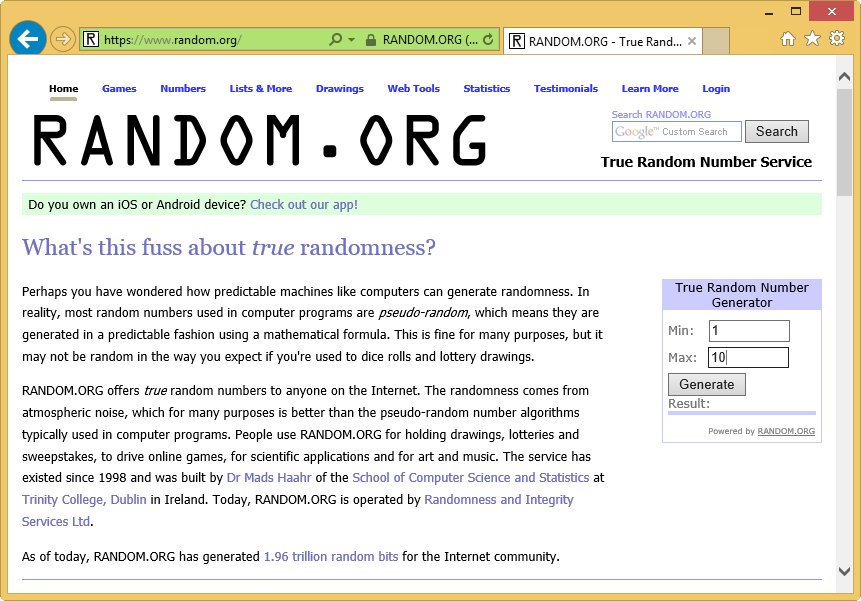 R https://www.random.org/ RANDOM.ORG (... R RANDOM.ORG - True Rand...
Home Games Numbers Lists & More Drawings Web Tools Statistics Testimonials Learn More Login
RANDOM.ORG
Search RANDOM.ORG
Google™ Custom Search Search
True Random Number Service
Do you own an iOS or Android device? Check out our app!
What's this fuss about true randomness?
Perhaps you have wondered how predictable machines like computers can generate randomness. In
reality, most random numbers used in computer programs are pseudo-random, which means they are
generated in a predictable fashion using a mathematical formula. This is fine for many purposes, but it
may not be random in the way you expect if you're used to dice rolls and lottery drawings.
RANDOM.ORG offers true random numbers to anyone on the Internet. The randomness comes from
atmospheric noise, which for many purposes is better than the pseudo-random number algorithms
typically used in computer programs. People use RANDOM.ORG for holding drawings, lotteries and
sweepstakes, to drive online games, for scientific applications and for art and music. The service has
existed since 1998 and was built by Dr Mads Haahr of the School of Computer Science and Statistics at
Trinity College, Dublin in Ireland. Today, RANDOM.ORG is operated by Randomness and Integrity
Services Ltd.
As of today, RANDOM.ORG has generated 1.96 trillion random bits for the Internet community.
True Random Number
Generator
Min: 1
Max: 10
Generate
Result:
Powered by RANDOM.ORG